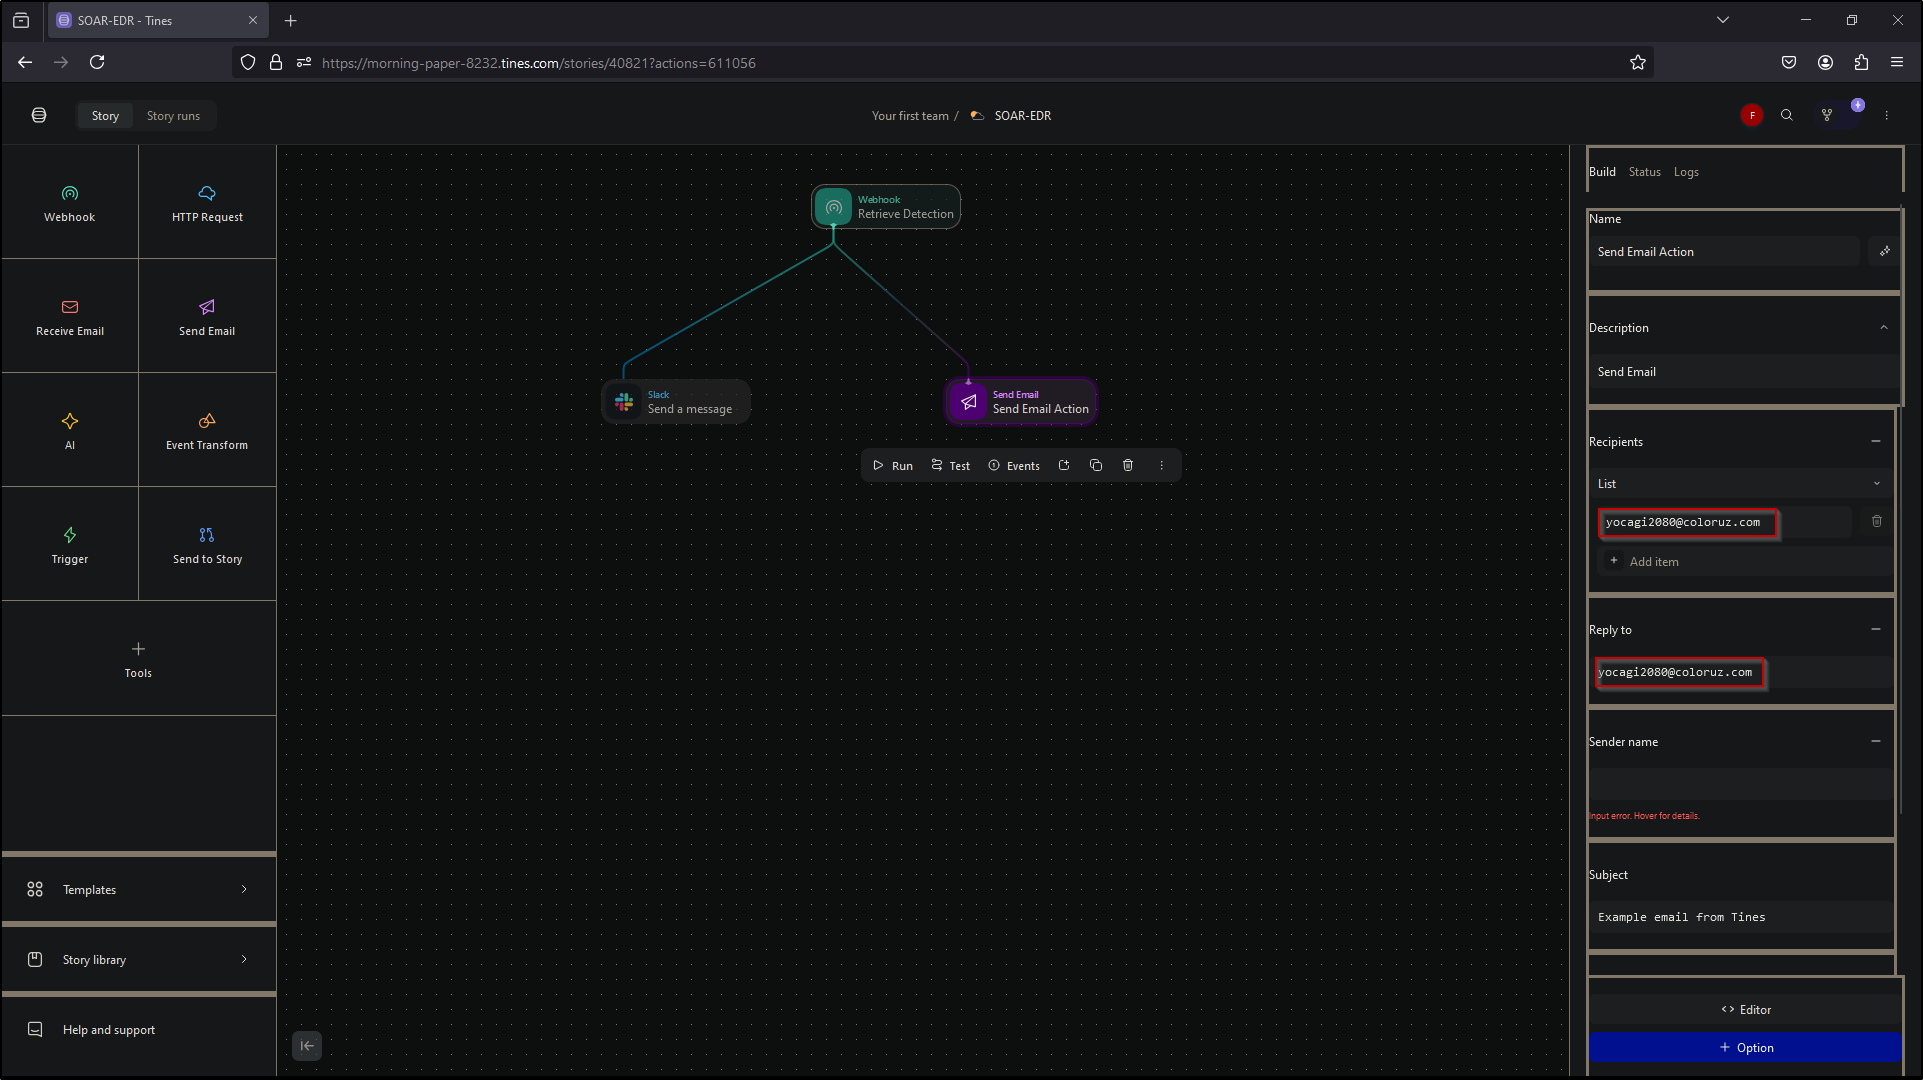 SOAR-EDR - Tines
https://morning-paper-8232.tines.com/stories/40821?actions=611056
Story
Story runs
Your first team / SOAR-EDR
F
Webhook
HTTP Request
Receive Email
Send Email
AI
Event Transform
Trigger
Send to Story
Tools
Templates
Story library
Help and support
Webhook
Retrieve Detection
Slack
Send a message
Send Email
Send Email Action
Run
Test
Events
Build
Status
Logs
Name
Send Email Action
Description
Send Email
Recipients
List
yocagi2080@coloruz.com
Add item
Reply to
yocagi2080@coloruz.com
Sender name
Input error. Hover for details.
Subject
Example email from Tines
<> Editor
+ Option